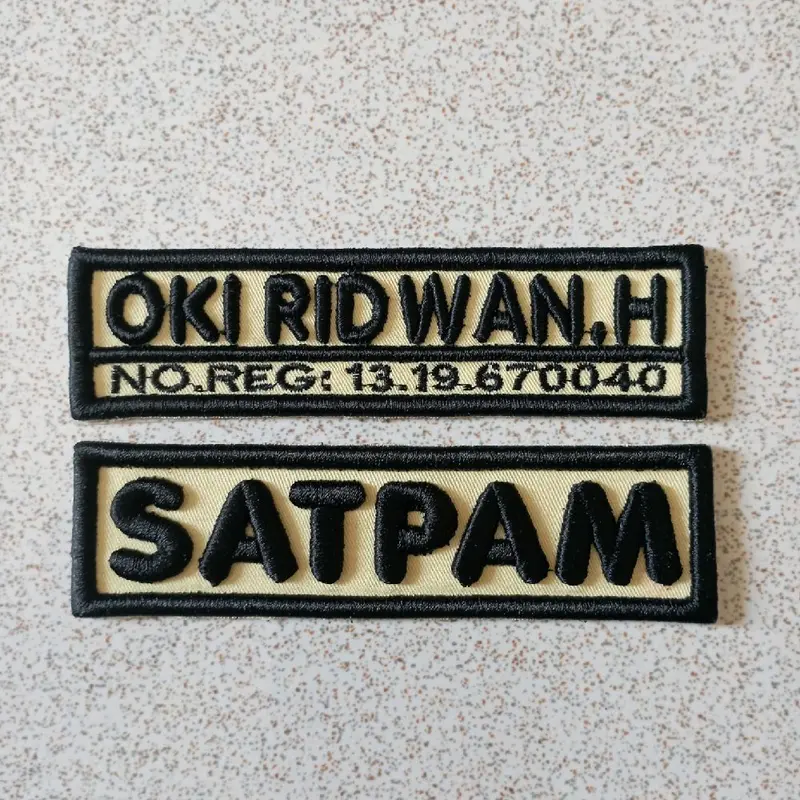 OKI RIDWAN.H
NO.REG: 13.19.670040
SATPAM